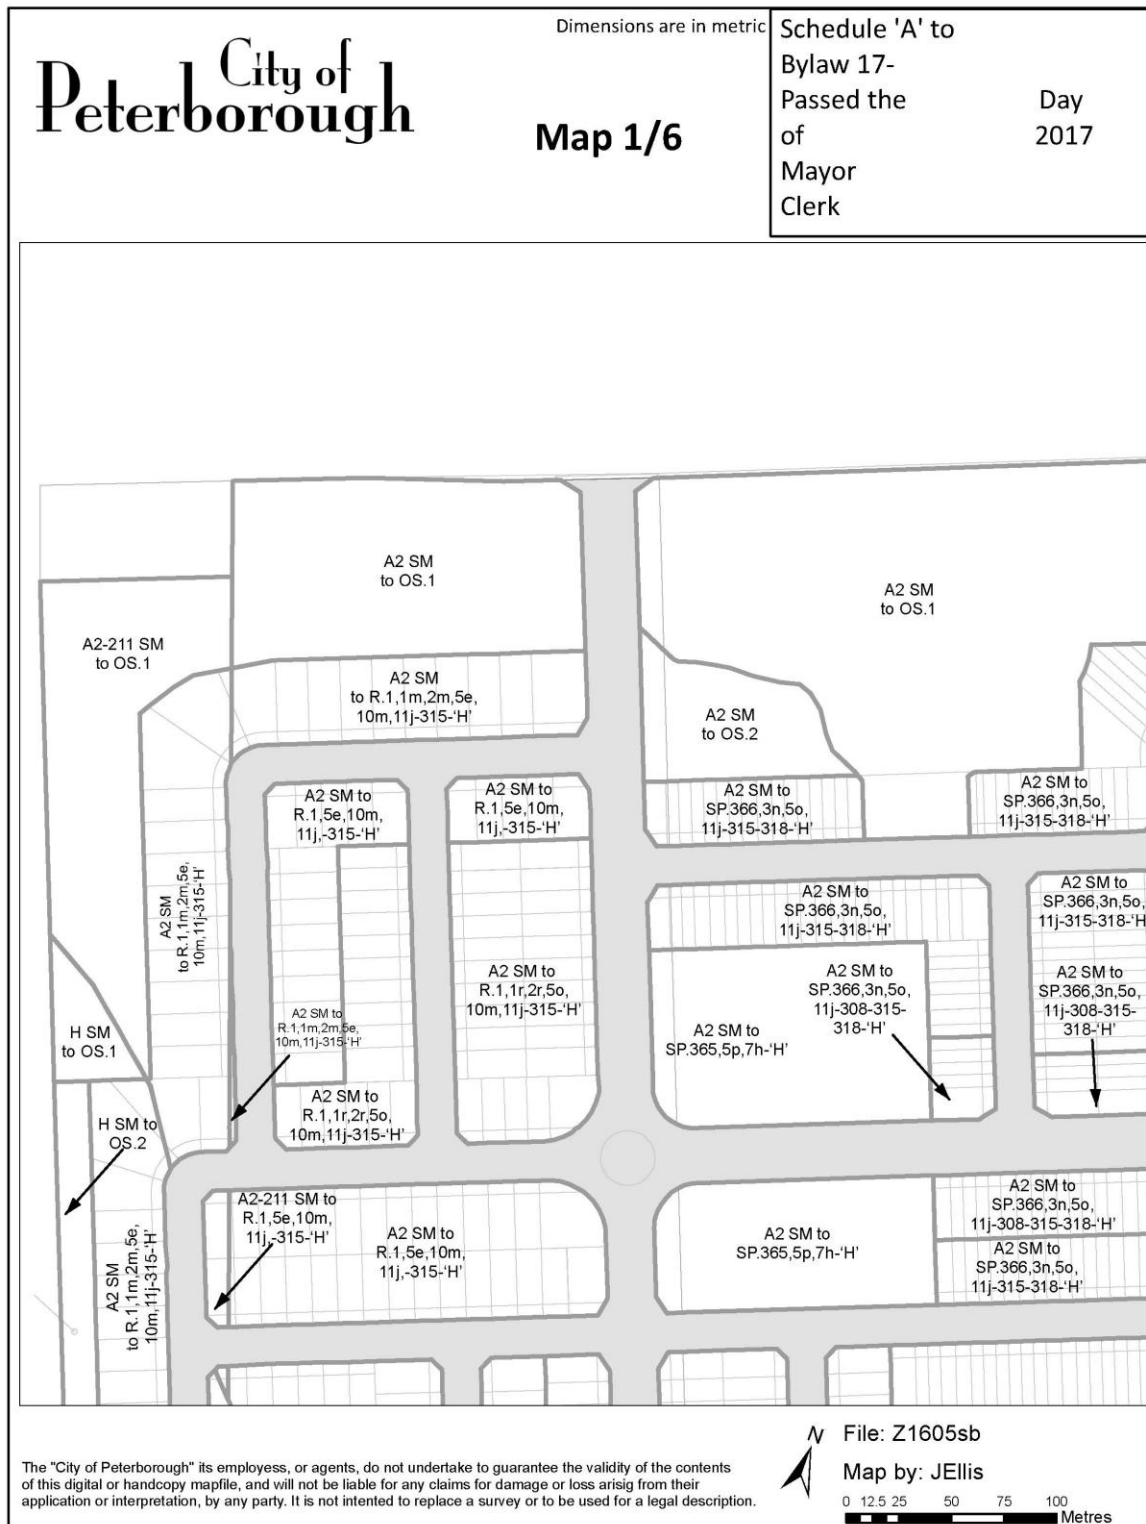 City of
Peterborough
Dimensions are in metric
Map 1/6
Schedule 'A' to
Bylaw 17-
Passed the Day
of 2017
Mayor
Clerk
A2 SM
to OS.1
A2 SM
to OS.1
A2-211 SM
to OS.1
A2 SM
to R.1,1m,2m,5e,
10m,11j-315-'H'
A2 SM
to OS.2
A2 SM to
R.1,5e,10m,
11j,-315-'H'
A2 SM to
R.1,5e,10m,
11j,-315-'H'
A2 SM to
SP.366,3n,5o,
11j-315-318-'H'
A2 SM to
SP.366,3n,5o,
11j-315-318-'H'
A2 SM
to R.1,1m,2m,5e,
10m,11j-315-'H'
A2 SM to
SP.366,3n,5o,
11j-315-318-'H'
A2 SM to
SP.366,3n,5o,
11j-315-318-'H
A2 SM to
R.1,1r,2r,5o,
10m,11j-315-'H'
A2 SM to
SP.366,3n,5o,
11j-308-315-
318-'H'
A2 SM to
SP.366,3n,5o,
11j-308-315-
318-'H'
A2 SM to
R.1,1m,2m,5e,
10m,11j-315-'H'
H SM
to OS.1
A2 SM to
SP.365,5p,7h-'H'
A2 SM to
R.1,1r,2r,5o,
10m,11j-315-'H'
H SM to
OS.2
A2-211 SM to
R.1,5e,10m,
11j,-315-'H'
A2 SM to
R.1,5e,10m,
11j,-315-'H'
A2 SM to
SP.365,5p,7h-'H'
A2 SM to
SP.366,3n,5o,
11j-308-315-318-'H'
A2 SM to
SP.366,3n,5o,
11j-315-318-'H'
A2 SM
to R.1,1m,2m,5e,
10m,11j-315-'H'
The "City of Peterborough" its employess, or agents, do not undertake to guarantee the validity of the contents
of this digital or handcopy mapfile, and will not be liable for any claims for damage or loss arisig from their
application or interpretation, by any party. It is not intented to replace a survey or to be used for a legal description.
N
File: Z1605sb
Map by: JEllis
0 12.5 25 50 75 100
Metres